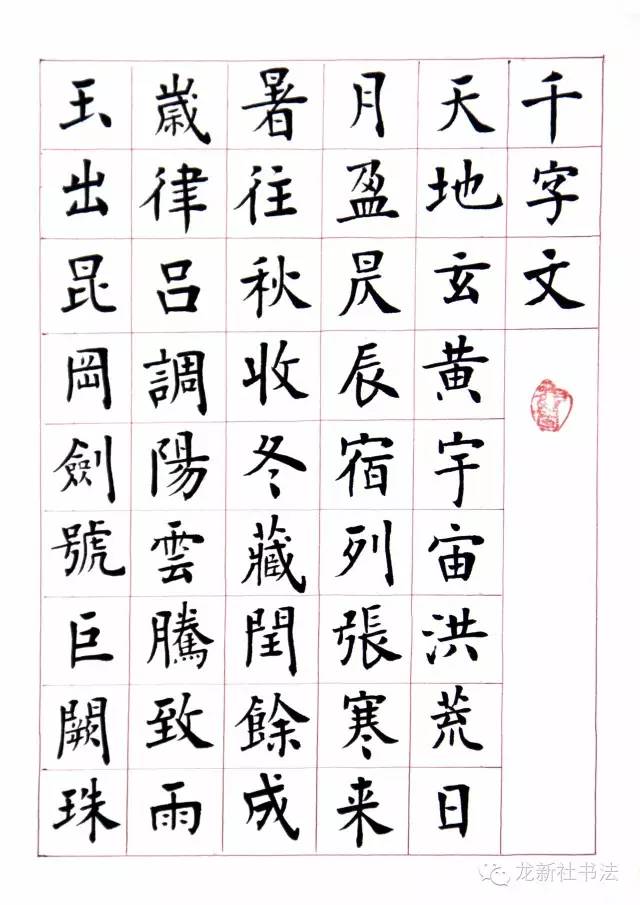 千字文
天地玄黄宇宙洪荒日
月盈昃辰宿列張寒来
暑往秋收冬藏閏餘成
歲律吕調陽雲騰致雨
玉出昆岡劍號巨闕珠
龙新社书法